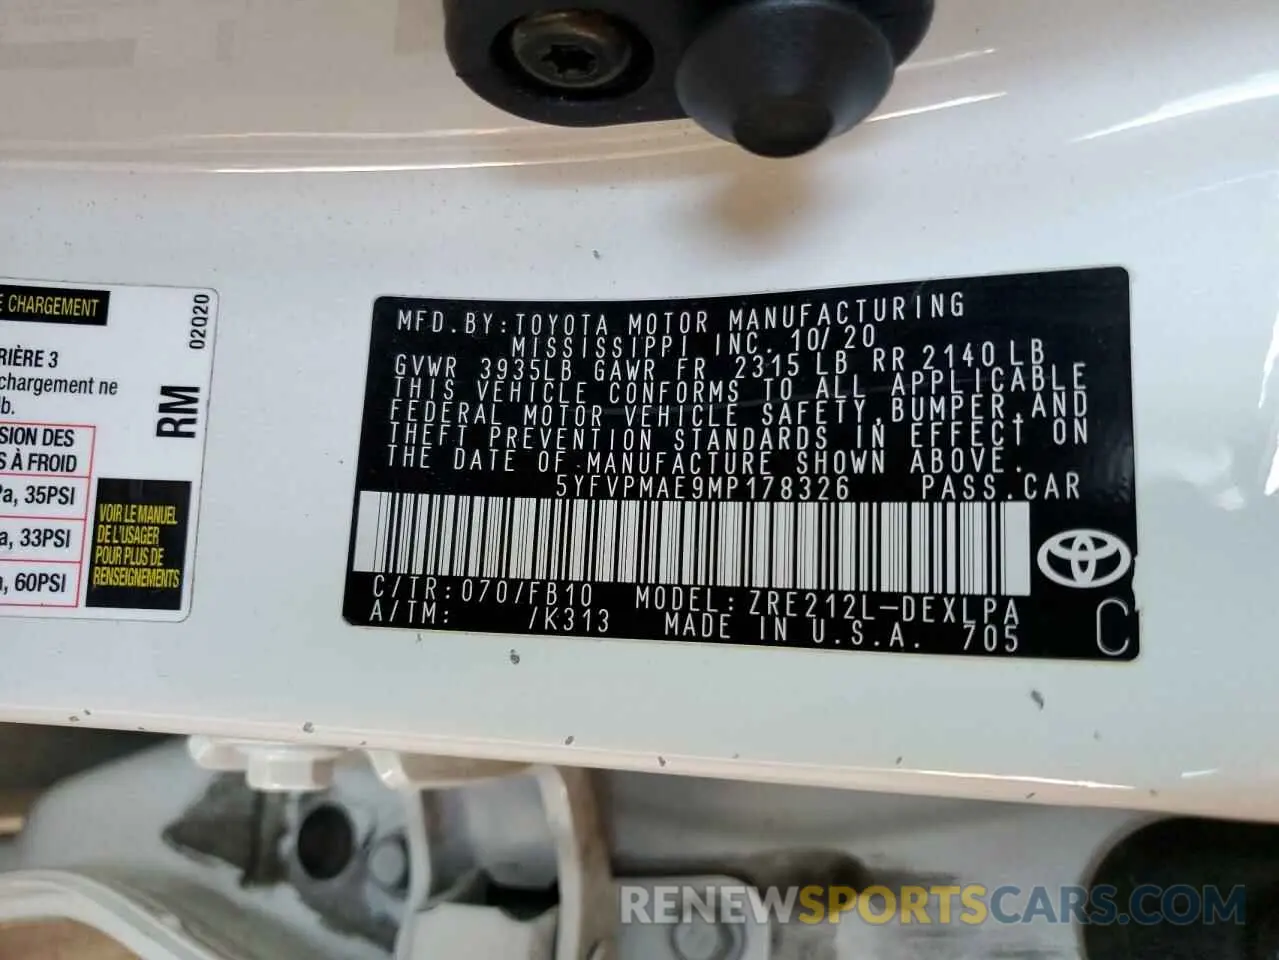 E CHARGEMENT
02Q20
RIÈRE 3
chargement ne
lb.
RM
SION DES
S À FROID
Pa, 35PSI
a, 33PSI
a, 60PSI
VOIR LE MANUEL
DE L'USAGER
POUR PLUS DE
RENSEIGNEMENTS
MFD.BY:TOYOTA MOTOR MANUFACTURING
MISSISSIPPI INC. 10/20
GVWR 3935LB GAWR FR 2315LB RR 2140LB
THIS VEHICLE CONFORMS TO ALL APPLICABLE
FEDERAL MOTOR VEHICLE SAFETY,BUMPER,AND
THEFT PREVENTION STANDARDS IN EFFECT ON
THE DATE OF MANUFACTURE SHOWN ABOVE.
5YFVPMAE9MP178326 PASS.CAR
C/TR:070/FB10 MODEL:ZRE212L-DEXLPA
A/TM: /K313 MADE IN U.S.A. 705
C
RENEWSPORTSCARS.COM